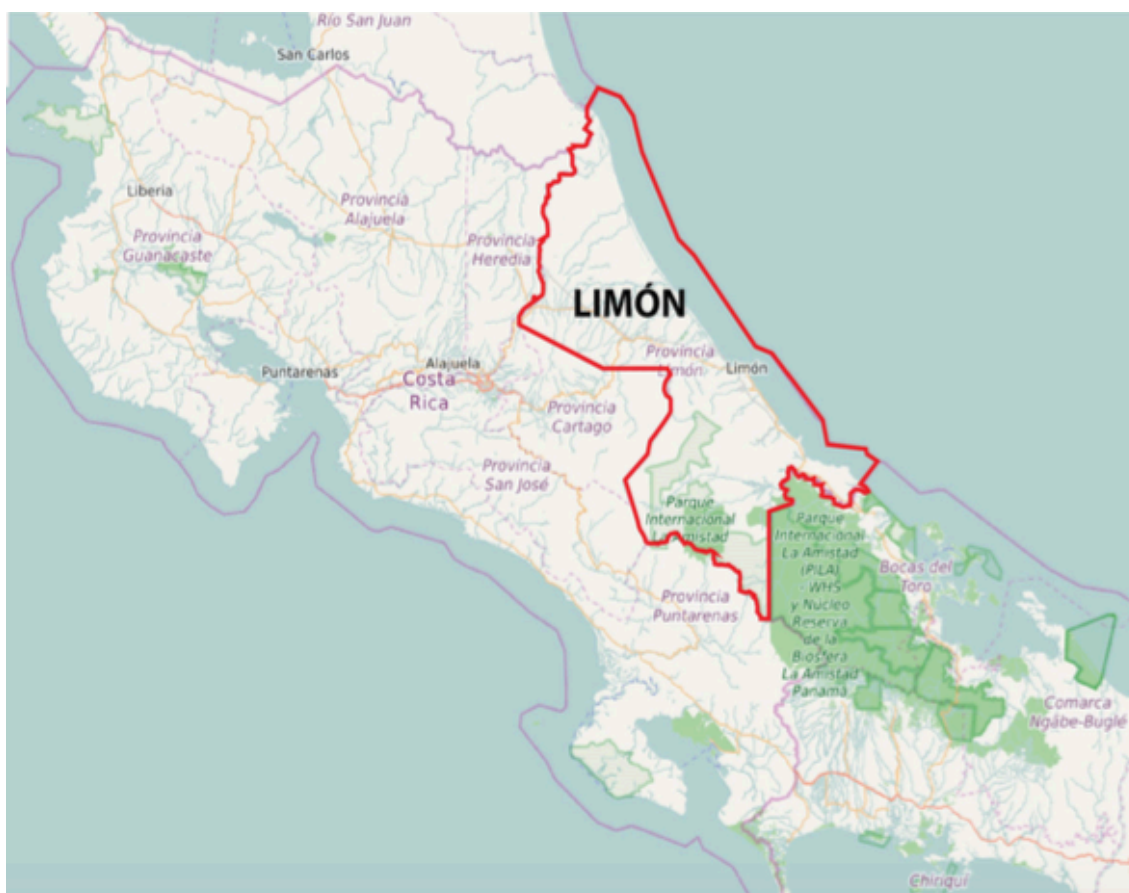 Río San Juan
San Carlos
Liberia
Provincia
Alajuela
Provincia
Guanacaste
Provincia
Heredia
LIMÓN
Provincia
Limón
Limón
Alajuela
Puntarenas
Costa
Rica
Provincia
Cartago
Provincia
San José
Parque
Internacional
La Amistad
Parque
Internacional
La Amistad
(PILA)
- WHS
y Núcleo
Reserva
de la
Biosfera
La Amistad
Panamá
Bocas del
Toro
Provincia
Puntarenas
Comarca
Ngäbe-Buglé
Chiriquí